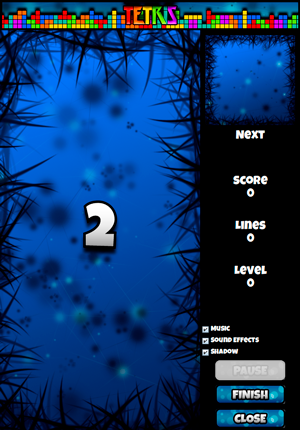 TETRIS
NEXT
SCORE
0
2
LINES
0
LEVEL
0
MUSIC
SOUND EFFECTS
SHADOW
PAUSE
FINISH
CLOSE